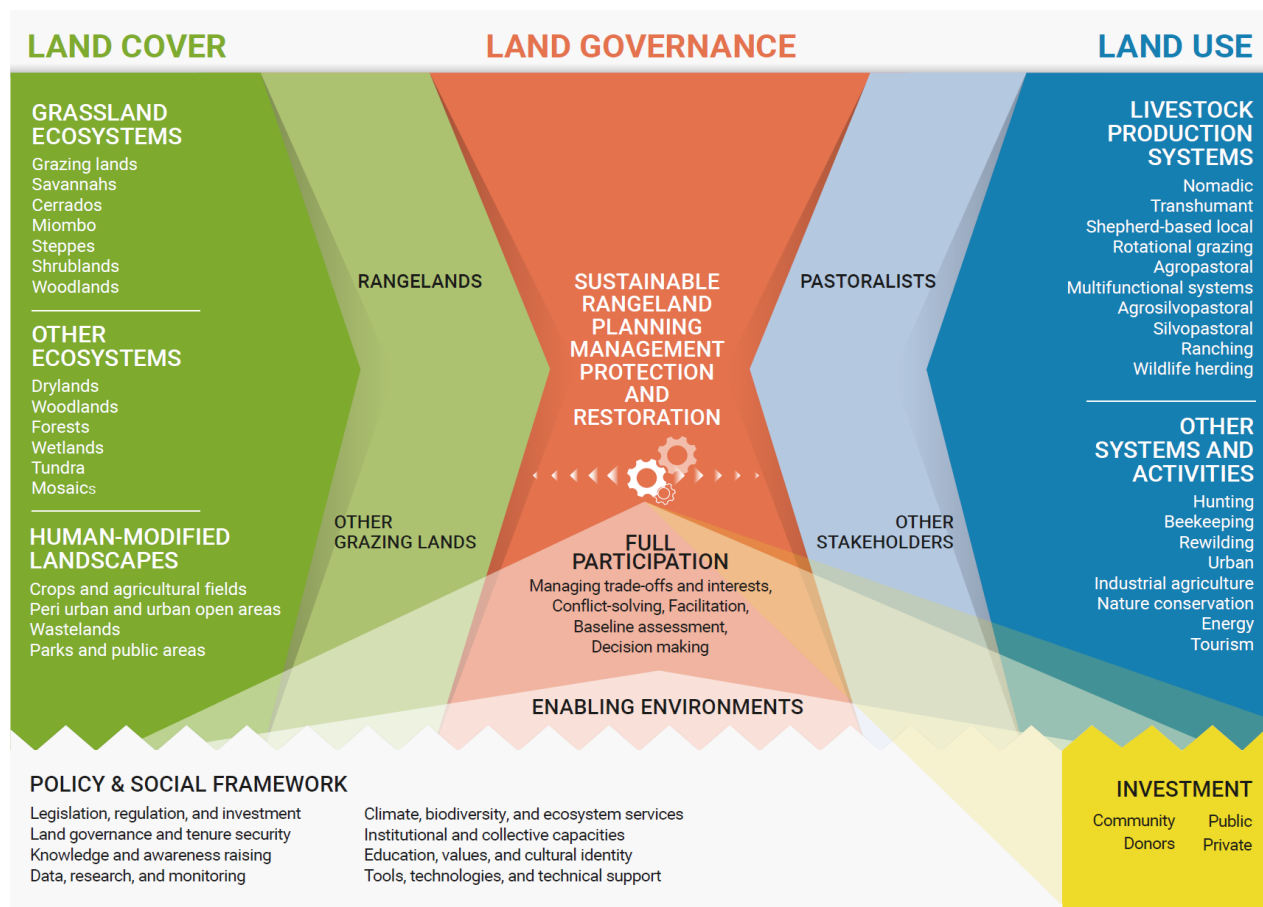 LAND COVER
LAND GOVERNANCE
LAND USE
GRASSLAND
ECOSYSTEMS
Grazing lands
Savannahs
Cerrados
Miombo
Steppes
Shrublands
Woodlands
OTHER
ECOSYSTEMS
Drylands
Woodlands
Forests
Wetlands
Tundra
Mosaics
HUMAN-MODIFIED
LANDSCAPES
Crops and agricultural fields
Peri urban and urban open areas
Wastelands
Parks and public areas
RANGELANDS
OTHER
GRAZING LANDS
SUSTAINABLE
RANGELAND
PLANNING
MANAGEMENT
PROTECTION
AND
RESTORATION
FULL
PARTICIPATION
Managing trade-offs and interests,
Conflict-solving, Facilitation,
Baseline assessment,
Decision making
ENABLING ENVIRONMENTS
PASTORALISTS
OTHER
STAKEHOLDERS
LIVESTOCK
PRODUCTION
SYSTEMS
Nomadic
Transhumant
Shepherd-based local
Rotational grazing
Agropastoral
Multifunctional systems
Agrosilvopastoral
Silvopastoral
Ranching
Wildlife herding
OTHER
SYSTEMS AND
ACTIVITIES
Hunting
Beekeeping
Rewilding
Urban
Industrial agriculture
Nature conservation
Energy
Tourism
POLICY & SOCIAL FRAMEWORK
Legislation, regulation, and investment
Land governance and tenure security
Knowledge and awareness raising
Data, research, and monitoring
Climate, biodiversity, and ecosystem services
Institutional and collective capacities
Education, values, and cultural identity
Tools, technologies, and technical support
INVESTMENT
Community Public
Donors Private